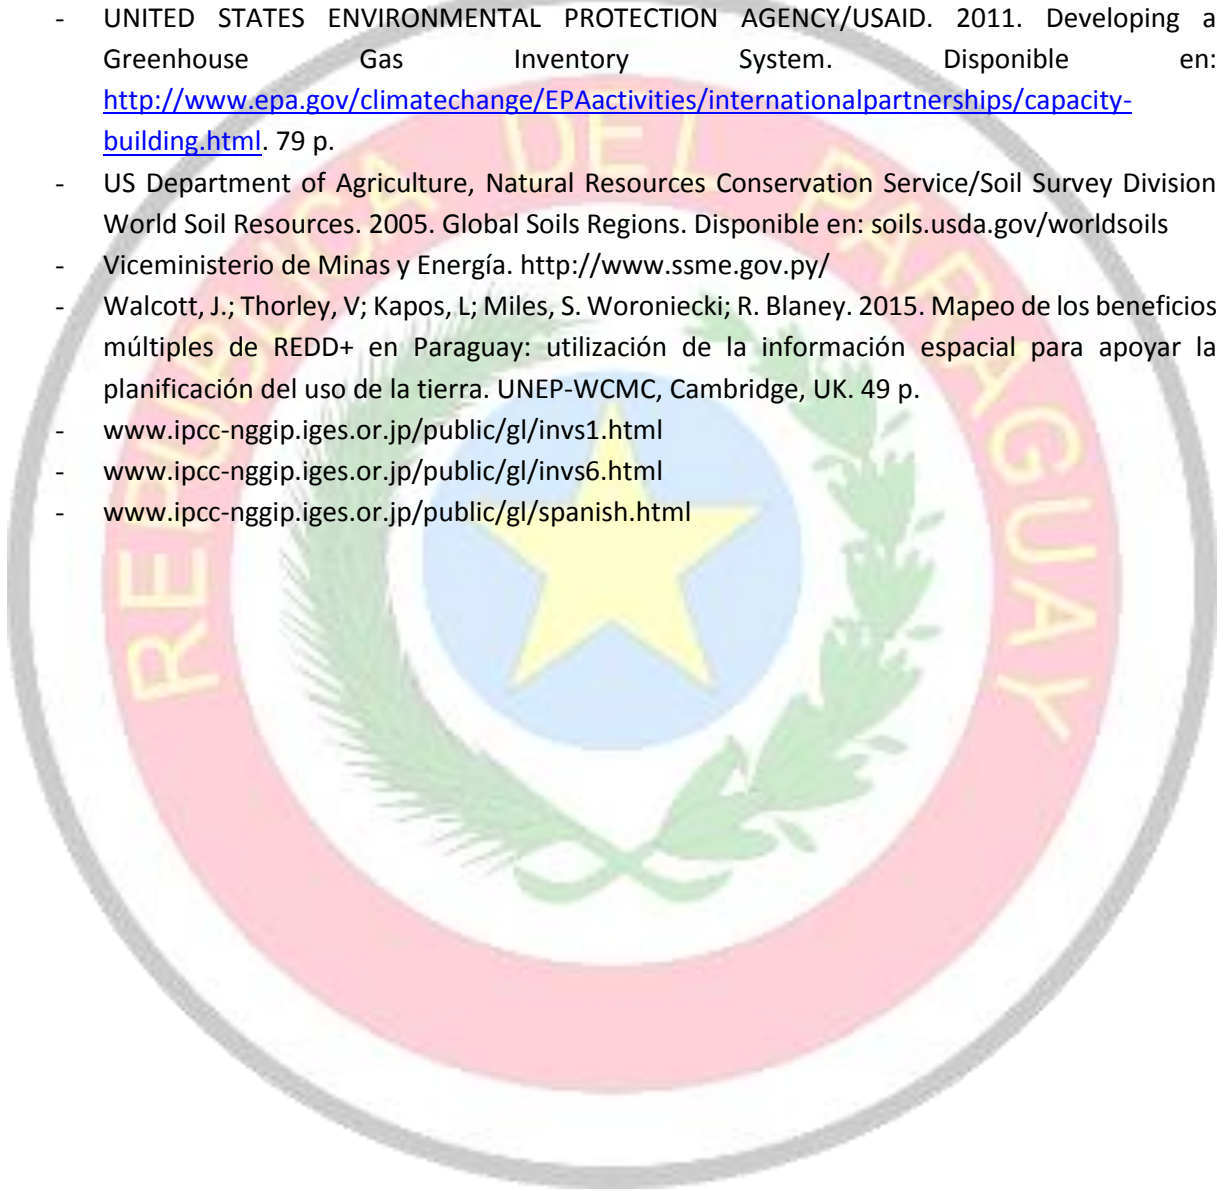 - UNITED STATES ENVIRONMENTAL PROTECTION AGENCY/USAID. 2011. Developing a
Greenhouse Gas Inventory System. Disponible en:
http://www.epa.gov/climatechange/EPAactivities/internationalpartnerships/capacity-
building.html. 79 p.
- US Department of Agriculture, Natural Resources Conservation Service/Soil Survey Division
World Soil Resources. 2005. Global Soils Regions. Disponible en: soils.usda.gov/worldsoils
- Viceministerio de Minas y Energía. http://www.ssme.gov.py/
- Walcott, J.; Thorley, V; Kapos, L; Miles, S. Woroniecki; R. Blaney. 2015. Mapeo de los beneficios
múltiples de REDD+ en Paraguay: utilización de la información espacial para apoyar la
planificación del uso de la tierra. UNEP-WCMC, Cambridge, UK. 49 p.
- www.ipcc-nggip.iges.or.jp/public/gl/invs1.html
- www.ipcc-nggip.iges.or.jp/public/gl/invs6.html
- www.ipcc-nggip.iges.or.jp/public/gl/spanish.html
REPUBLICA DEL PARAGUAY